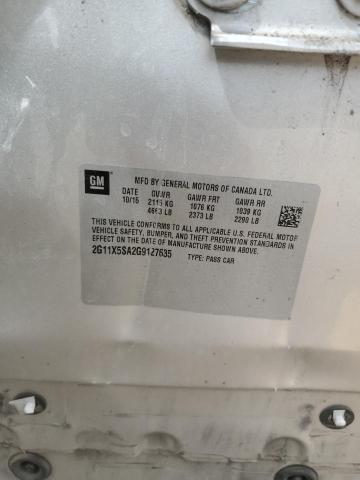 GM
MFD BY GENERAL MOTORS OF CANADA LTD.
DATE GVWR GAWR FRT GAWR RR
10/15 2115 KG 1076 KG 1039 KG
4663 LB 2373 LB 2290 LB
THIS VEHICLE CONFORMS TO ALL APPLICABLE U.S. FEDERAL MOTOR
VEHICLE SAFETY, BUMPER, AND THEFT PREVENTION STANDARDS IN
EFFECT ON THE DATE OF MANUFACTURE SHOWN ABOVE.
2G11X5SA2G9127635 TYPE: PASS CAR